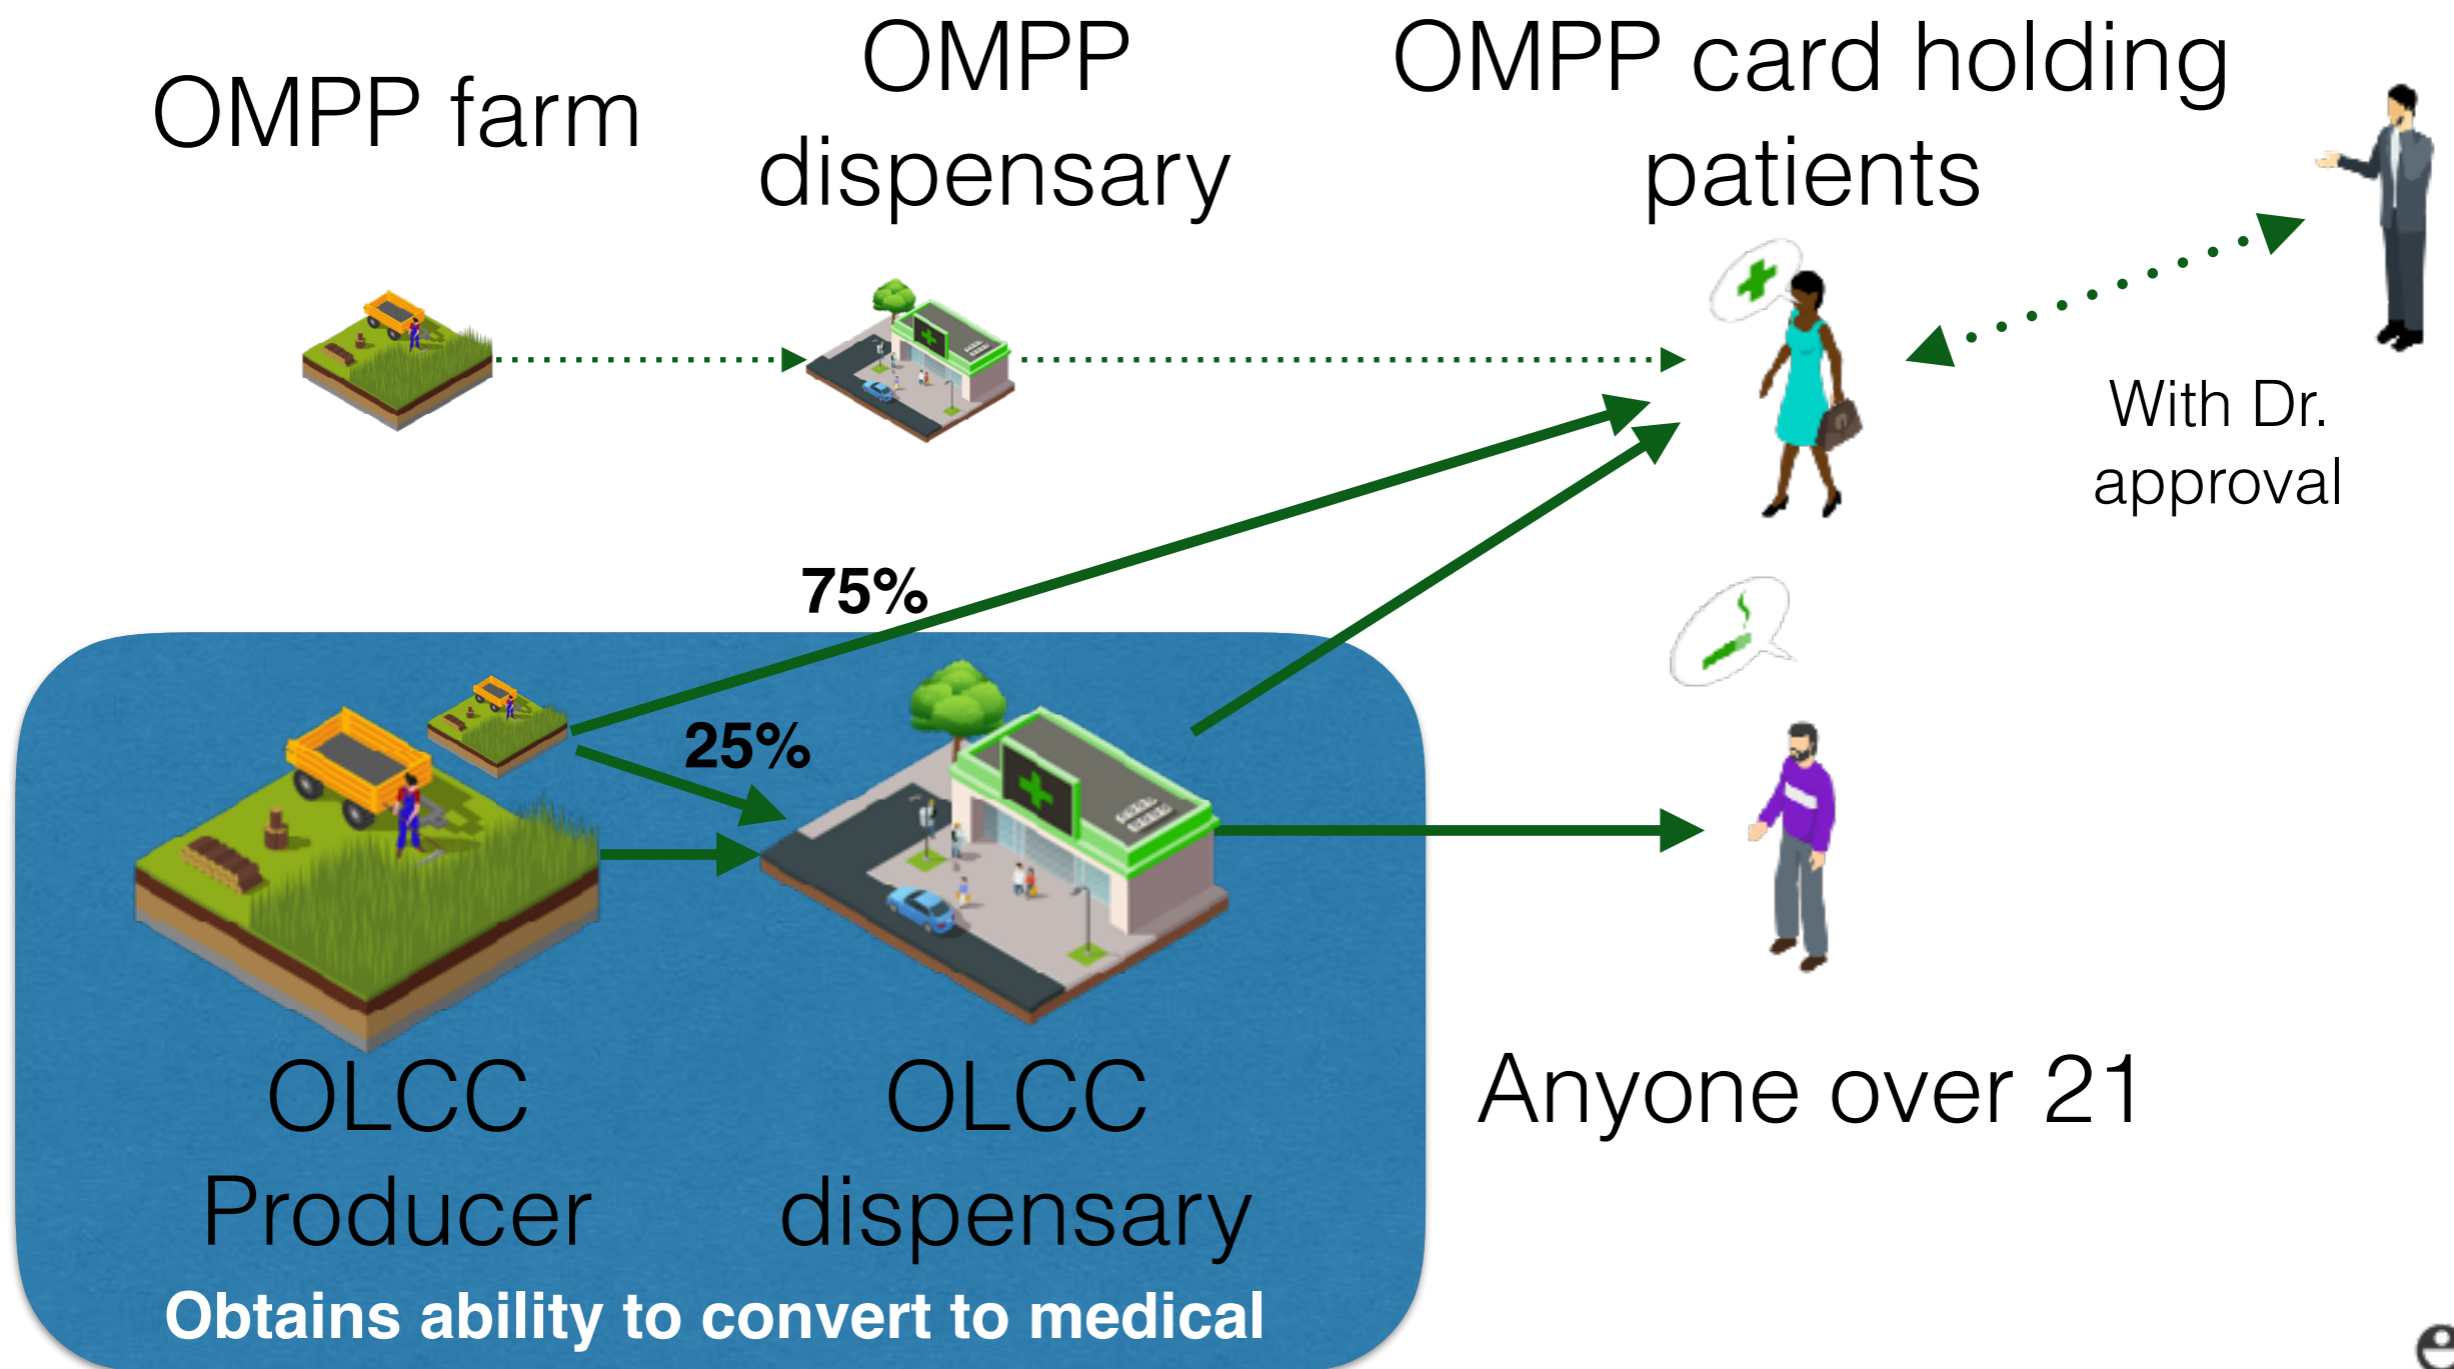 OMPP farm
OMPP
dispensary
OMPP card holding
patients
With Dr.
approval
75%
25%
OLCC
Producer
OLCC
dispensary
Anyone over 21
Obtains ability to convert to medical
e